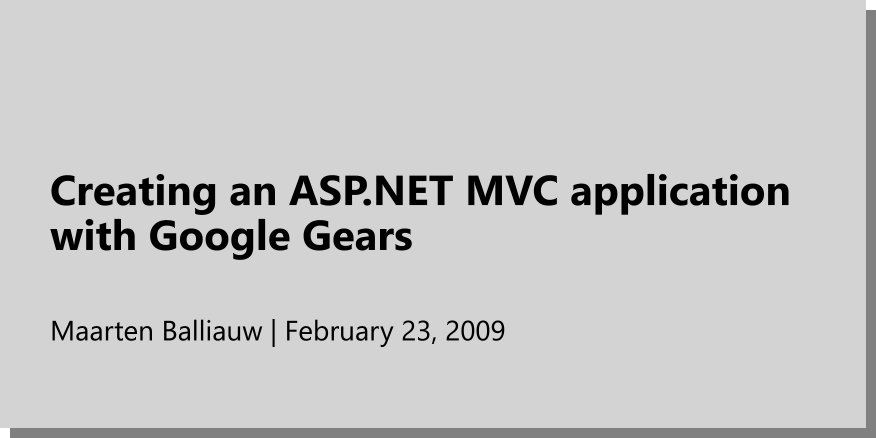 Creating an ASP.NET MVC application
with Google Gears
Maarten Balliauw | February 23, 2009